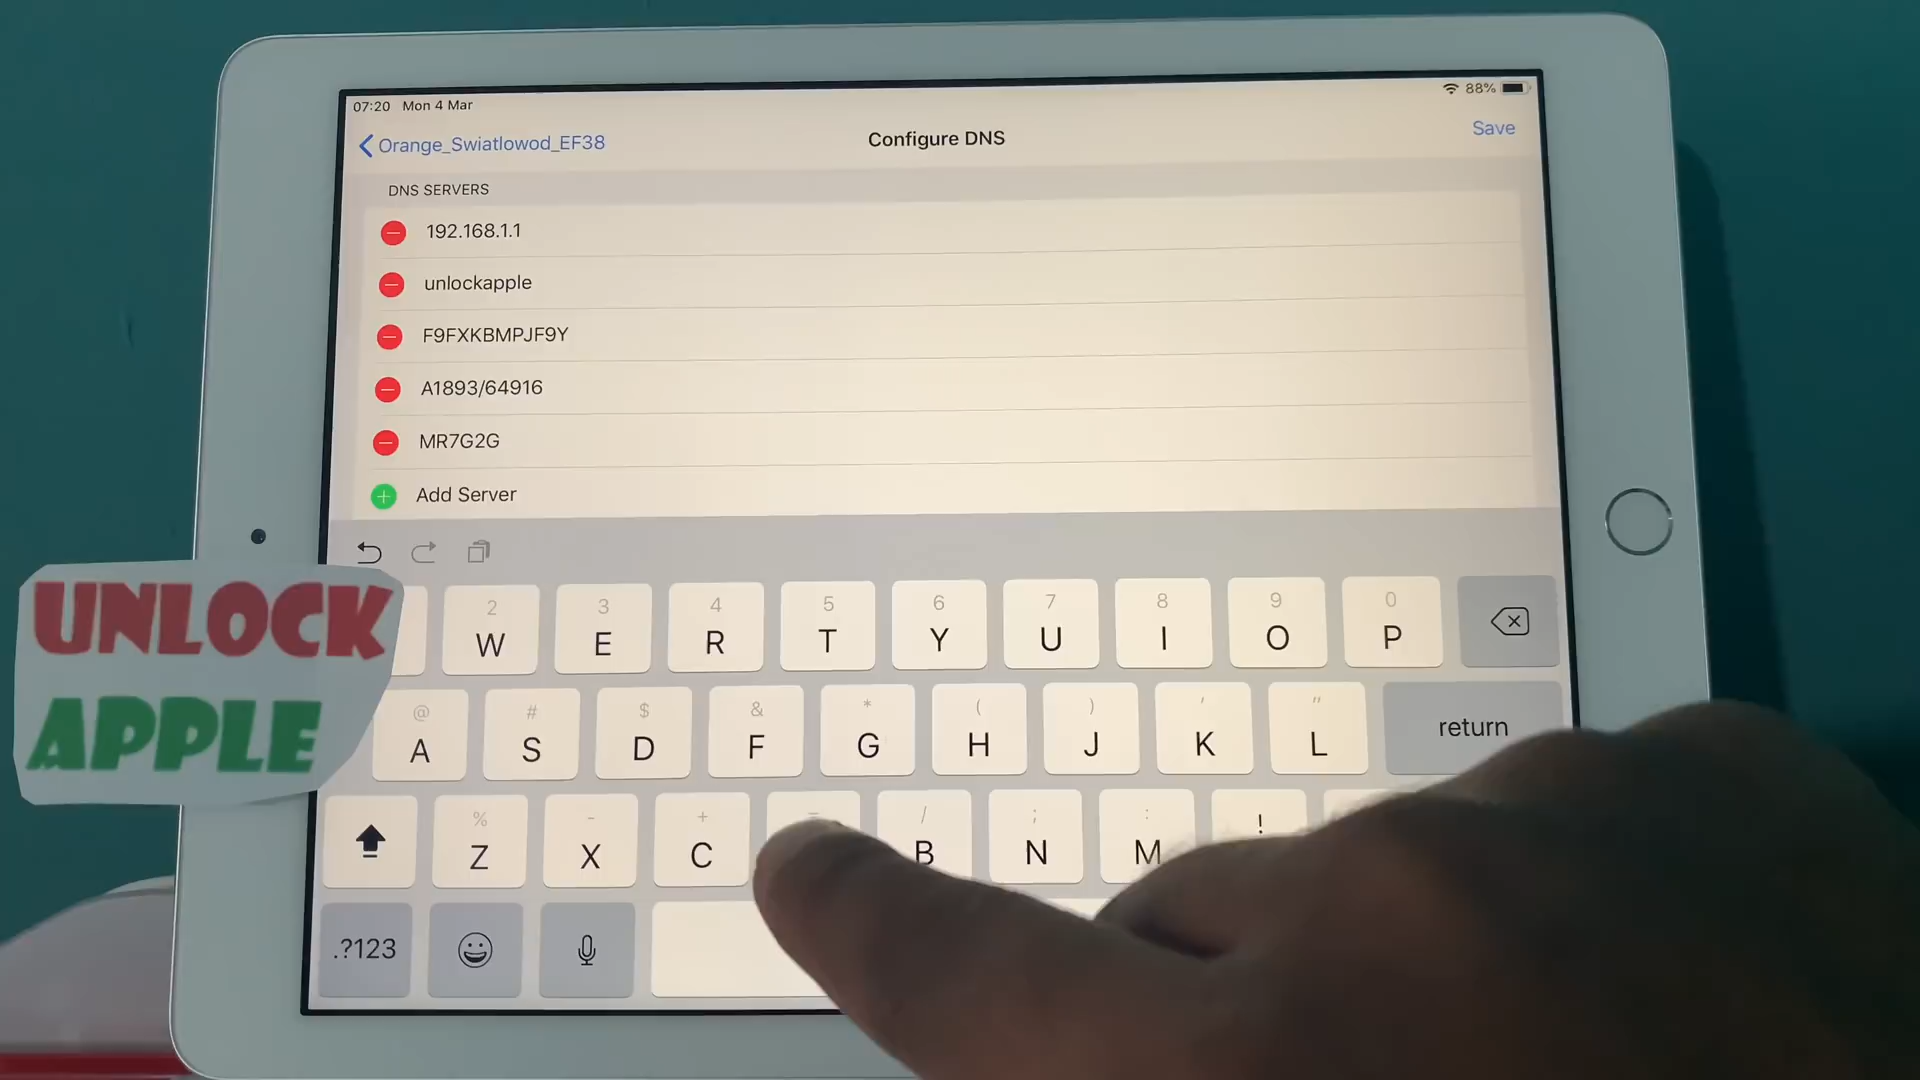 07:20 Mon 4 Mar
88%
Orange_Swiatlowod_EF38
Configure DNS
Save
DNS SERVERS
192.168.1.1
unlockapple
F9FXKBMPJF9Y
A1893/64916
MR7G2G
Add Server
2 3 4 5 6 7 8 9 0
W E R T Y U I O P
@ # $ & * ( ) ' "
A S D F G H J K L
return
% - + = / ; : !
Z X C B N M
.?123
UNLOCK
APPLE